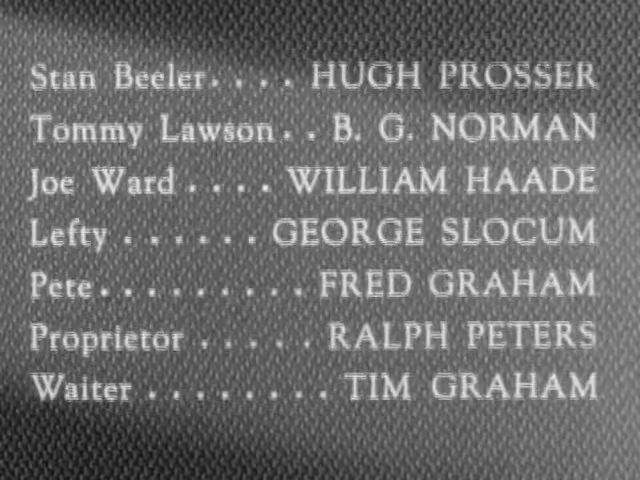 Stan Beeler. . . . HUGH PROSSER
Tommy Lawson. . B. G. NORMAN
Joe Ward . . . . WILLIAM HAADE
Lefty . . . . . . GEORGE SLOCUM
Pete. . . . . . . . . FRED GRAHAM
Proprietor . . . . . RALPH PETERS
Waiter . . . . . . . . TIM GRAHAM